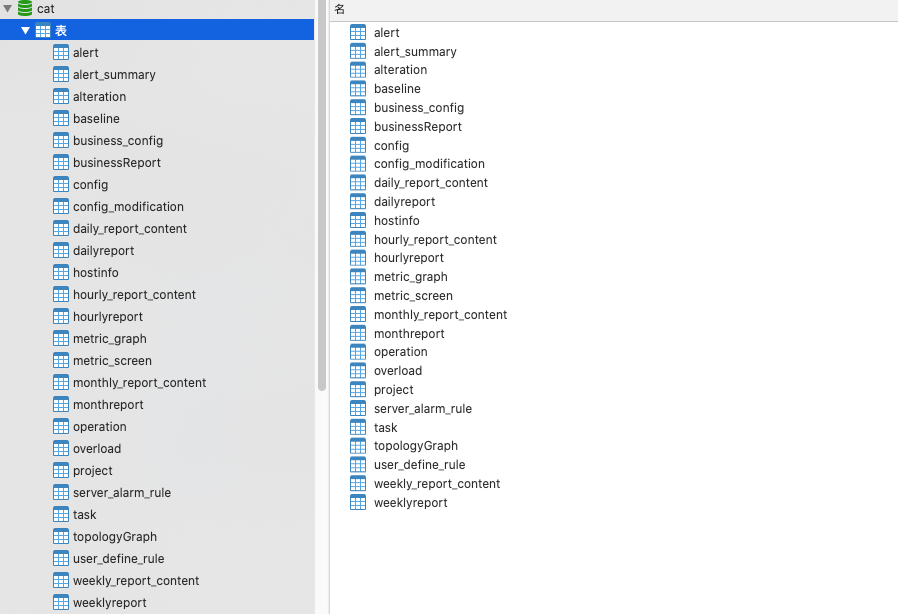 cat
表
alert
alert_summary
alteration
baseline
business_config
businessReport
config
config_modification
daily_report_content
dailyreport
hostinfo
hourly_report_content
hourlyreport
metric_graph
metric_screen
monthly_report_content
monthreport
operation
overload
project
server_alarm_rule
task
topologyGraph
user_define_rule
weekly_report_content
weeklyreport
名
alert
alert_summary
alteration
baseline
business_config
businessReport
config
config_modification
daily_report_content
dailyreport
hostinfo
hourly_report_content
hourlyreport
metric_graph
metric_screen
monthly_report_content
monthreport
operation
overload
project
server_alarm_rule
task
topologyGraph
user_define_rule
weekly_report_content
weeklyreport